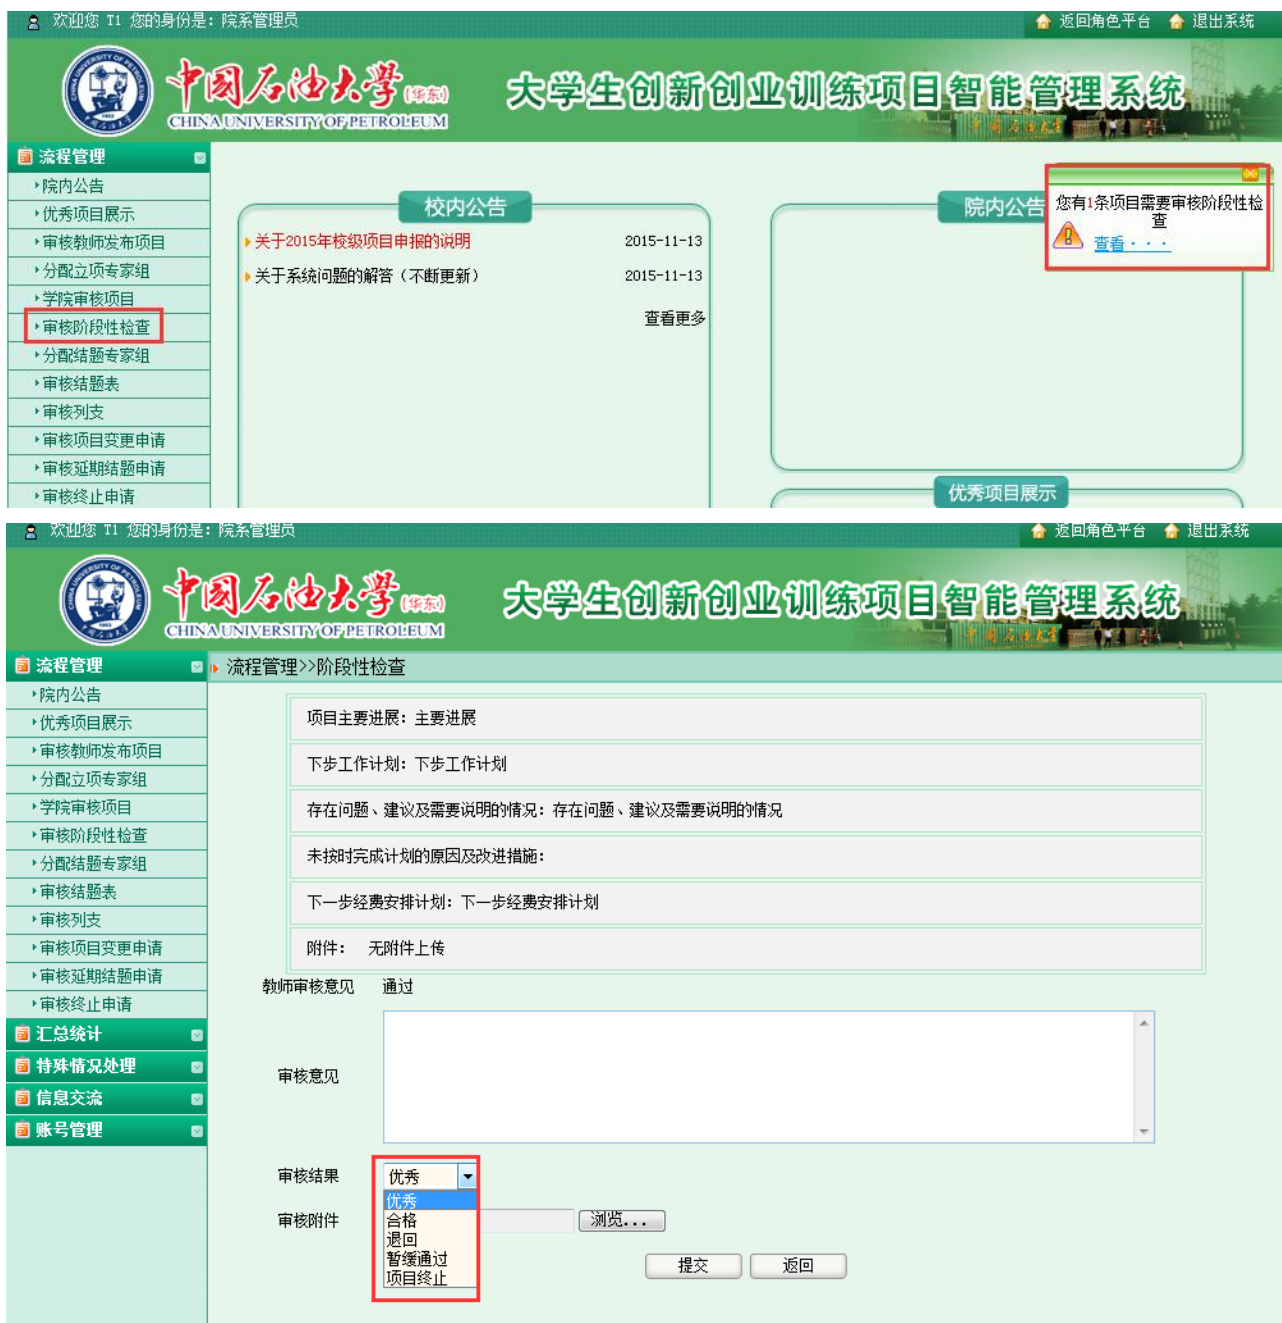 欢迎您 T1 您的身份是：院系管理员
返回角色平台 退出系统
中国石油大学(华东)
CHINA UNIVERSITY OF PETROLEUM
大学生创新创业训练项目智能管理系统
流程管理
院内公告
优秀项目展示
审核教师发布项目
分配立项专家组
学院审核项目
审核阶段性检查
分配结题专家组
审核结题表
审核列支
审核项目变更申请
审核延期结题申请
审核终止申请
校内公告
关于2015年校级项目申报的说明 2015-11-13
关于系统问题的解答（不断更新） 2015-11-13
查看更多
院内公告
您有1条项目需要审核阶段性检
查
查看···
优秀项目展示
欢迎您 T1 您的身份是：院系管理员
返回角色平台 退出系统
中国石油大学(华东)
CHINA UNIVERSITY OF PETROLEUM
大学生创新创业训练项目智能管理系统
流程管理
院内公告
优秀项目展示
审核教师发布项目
分配立项专家组
学院审核项目
审核阶段性检查
分配结题专家组
审核结题表
审核列支
审核项目变更申请
审核延期结题申请
审核终止申请
汇总统计
特殊情况处理
信息交流
账号管理
流程管理>>阶段性检查
项目主要进展：主要进展
下步工作计划：下步工作计划
存在问题、建议及需要说明的情况：存在问题、建议及需要说明的情况
未按时完成计划的原因及改进措施：
下一步经费安排计划：下一步经费安排计划
附件： 无附件上传
教师审核意见 通过
审核意见
审核结果 优秀
优秀
合格
退回
暂缓通过
项目终止
审核附件 浏览...
提交 返回